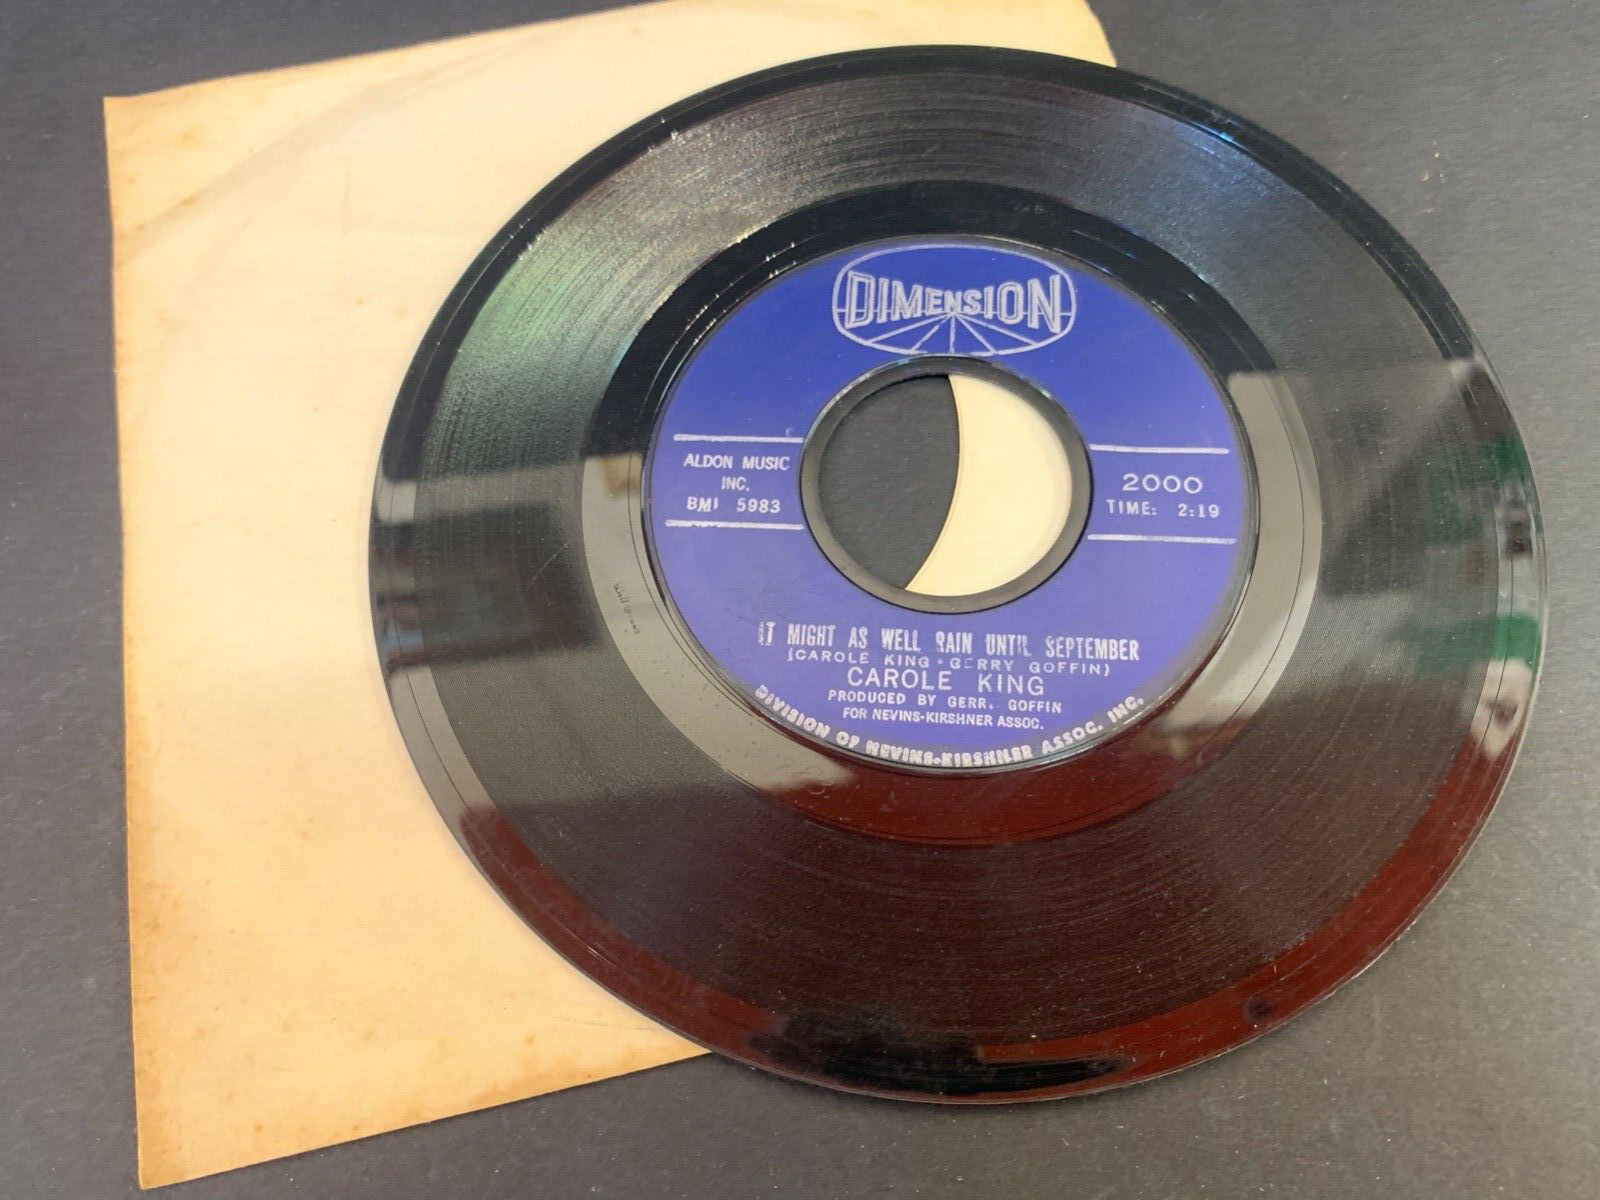 DIMENSION
ALDON MUSIC
INC.
BMI 5983
2000
TIME: 2:19
IT MIGHT AS WELL RAIN UNTIL SEPTEMBER
(CAROLE KING - GERRY GOFFIN)
CAROLE KING
PRODUCED BY GERRY GOFFIN
FOR NEVINS-KIRSHNER ASSOC.
DIVISION OF NEVINS-KIRSHNER ASSOC. INC.